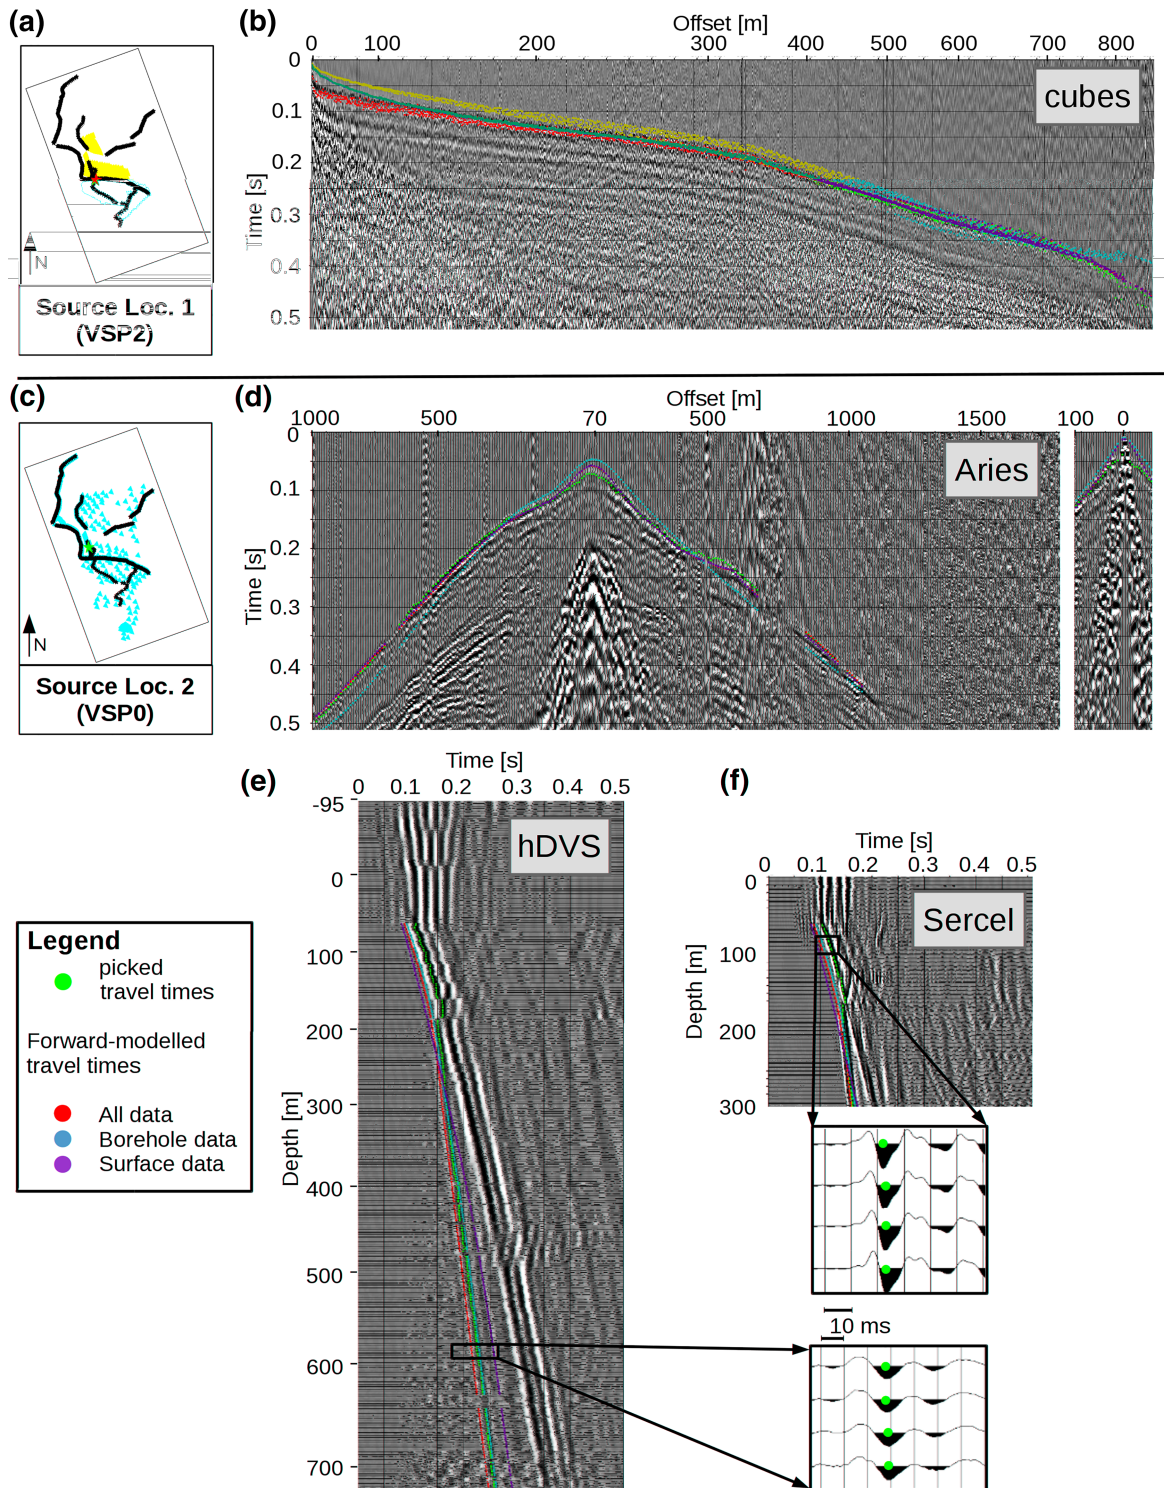 (a)
N
Source Loc. 1
(VSP2)
(b)
Offset [m]
0 100 200 300 400 500 600 700 800
cubes
Time [s]
0
0.1
0.2
0.3
0.4
0.5
(c)
N
Source Loc. 2
(VSP0)
(d)
Offset [m]
1000 500 70 500 1000 1500 100 0
Aries
Time [s]
0
0.1
0.2
0.3
0.4
0.5
(e)
Time [s]
0 0.1 0.2 0.3 0.4 0.5
hDVS
Depth [m]
-95
0
100
200
300
400
500
600
700
(f)
Time [s]
0 0.1 0.2 0.3 0.4 0.5
Sercel
Depth [m]
0
100
200
300
10 ms
Legend
picked
travel times
Forward-modelled
travel times
All data
Borehole data
Surface data